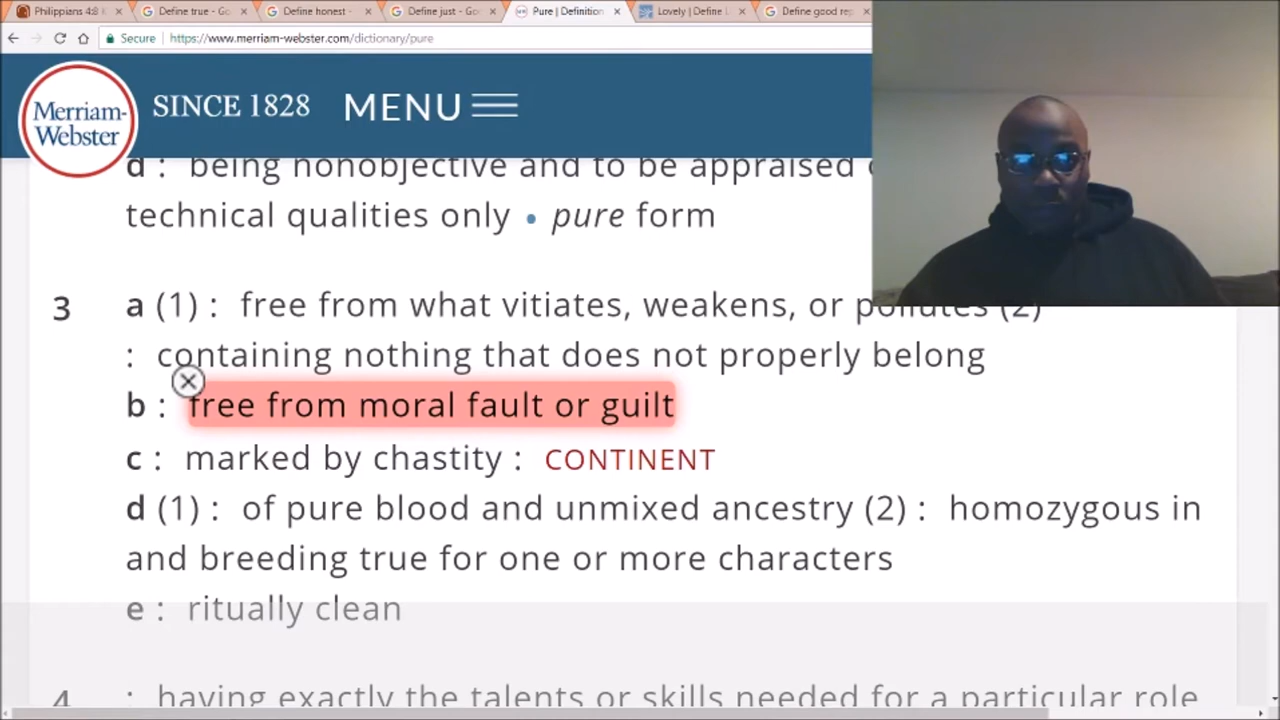 Philippians 4:8
Define true - Go
Define honest -
Define just - Go
Pure | Definition
Lovely | Define
Define good rep
Secure
https://www.merriam-webster.com/dictionary/pure
Merriam-
Webster
SINCE 1828
MENU
d : being nonobjective and to be appraised
technical qualities only • pure form
3 a (1) : free from what vitiates, weakens, or pollutes (2)
: containing nothing that does not properly belong
b : free from moral fault or guilt
c : marked by chastity : CONTINENT
d (1) : of pure blood and unmixed ancestry (2) : homozygous in
and breeding true for one or more characters
e : ritually clean
4 : having exactly the talents or skills needed for a particular role